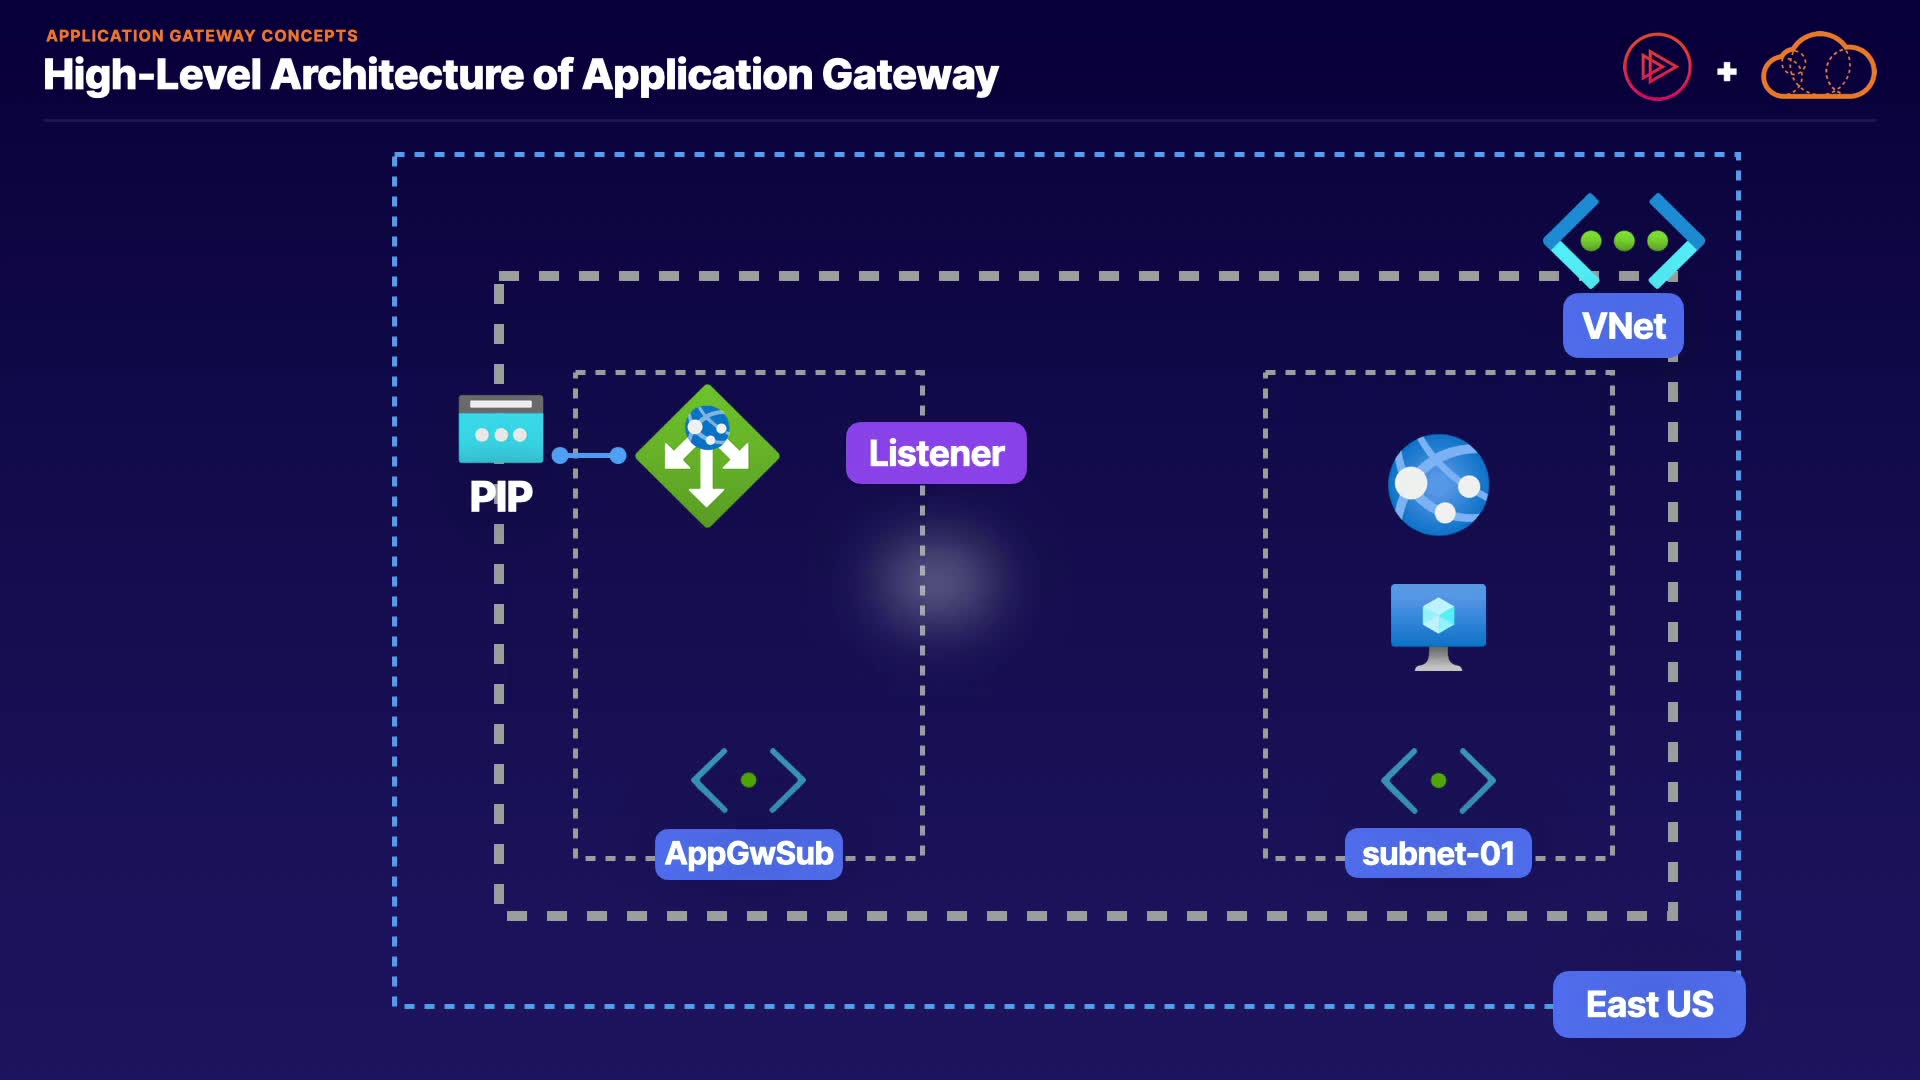 APPLICATION GATEWAY CONCEPTS
High-Level Architecture of Application Gateway
+
VNet
Listener
PIP
AppGwSub
subnet-01
East US